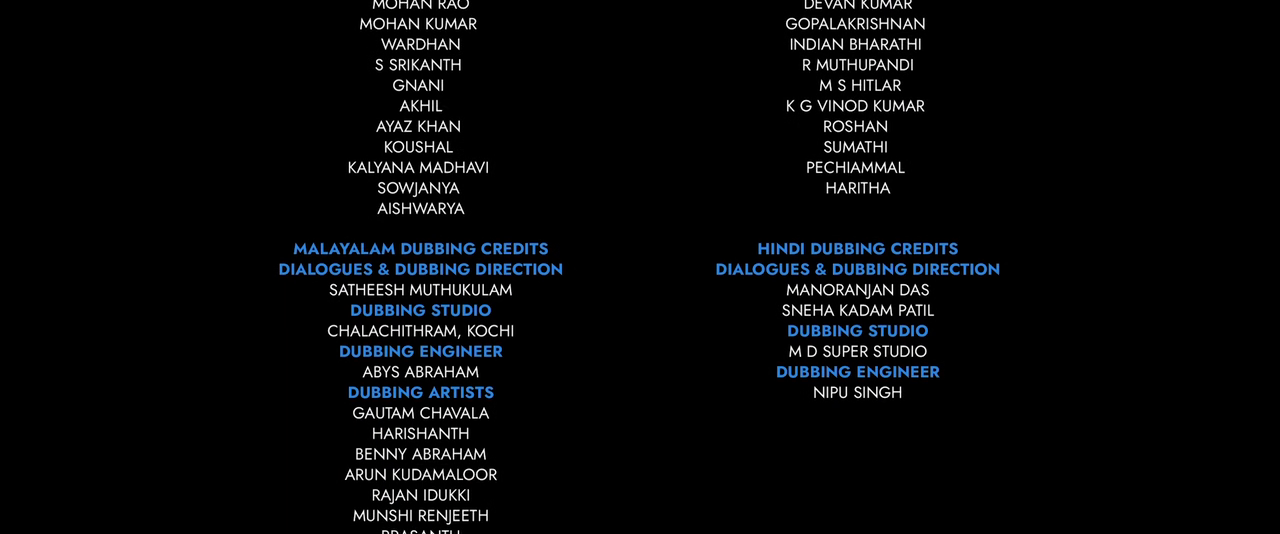 MOHAN RAO
MOHAN KUMAR
WARDHAN
S SRIKANTH
GNANI
AKHIL
AYAZ KHAN
KOUSHAL
KALYANA MADHAVI
SOWJANYA
AISHWARYA
MALAYALAM DUBBING CREDITS
DIALOGUES & DUBBING DIRECTION
SATHEESH MUTHUKULAM
DUBBING STUDIO
CHALACHITHRAM, KOCHI
DUBBING ENGINEER
ABYS ABRAHAM
DUBBING ARTISTS
GAUTAM CHAVALA
HARISHANTH
BENNY ABRAHAM
ARUN KUDAMALOOR
RAJAN IDUKKI
MUNSHI RENJEETH
PRASANTH
DEVAN KUMAR
GOPALAKRISHNAN
INDIAN BHARATHI
R MUTHUPANDI
M S HITLAR
K G VINOD KUMAR
ROSHAN
SUMATHI
PECHIAMMAL
HARITHA
HINDI DUBBING CREDITS
DIALOGUES & DUBBING DIRECTION
MANORANJAN DAS
SNEHA KADAM PATIL
DUBBING STUDIO
M D SUPER STUDIO
DUBBING ENGINEER
NIPU SINGH